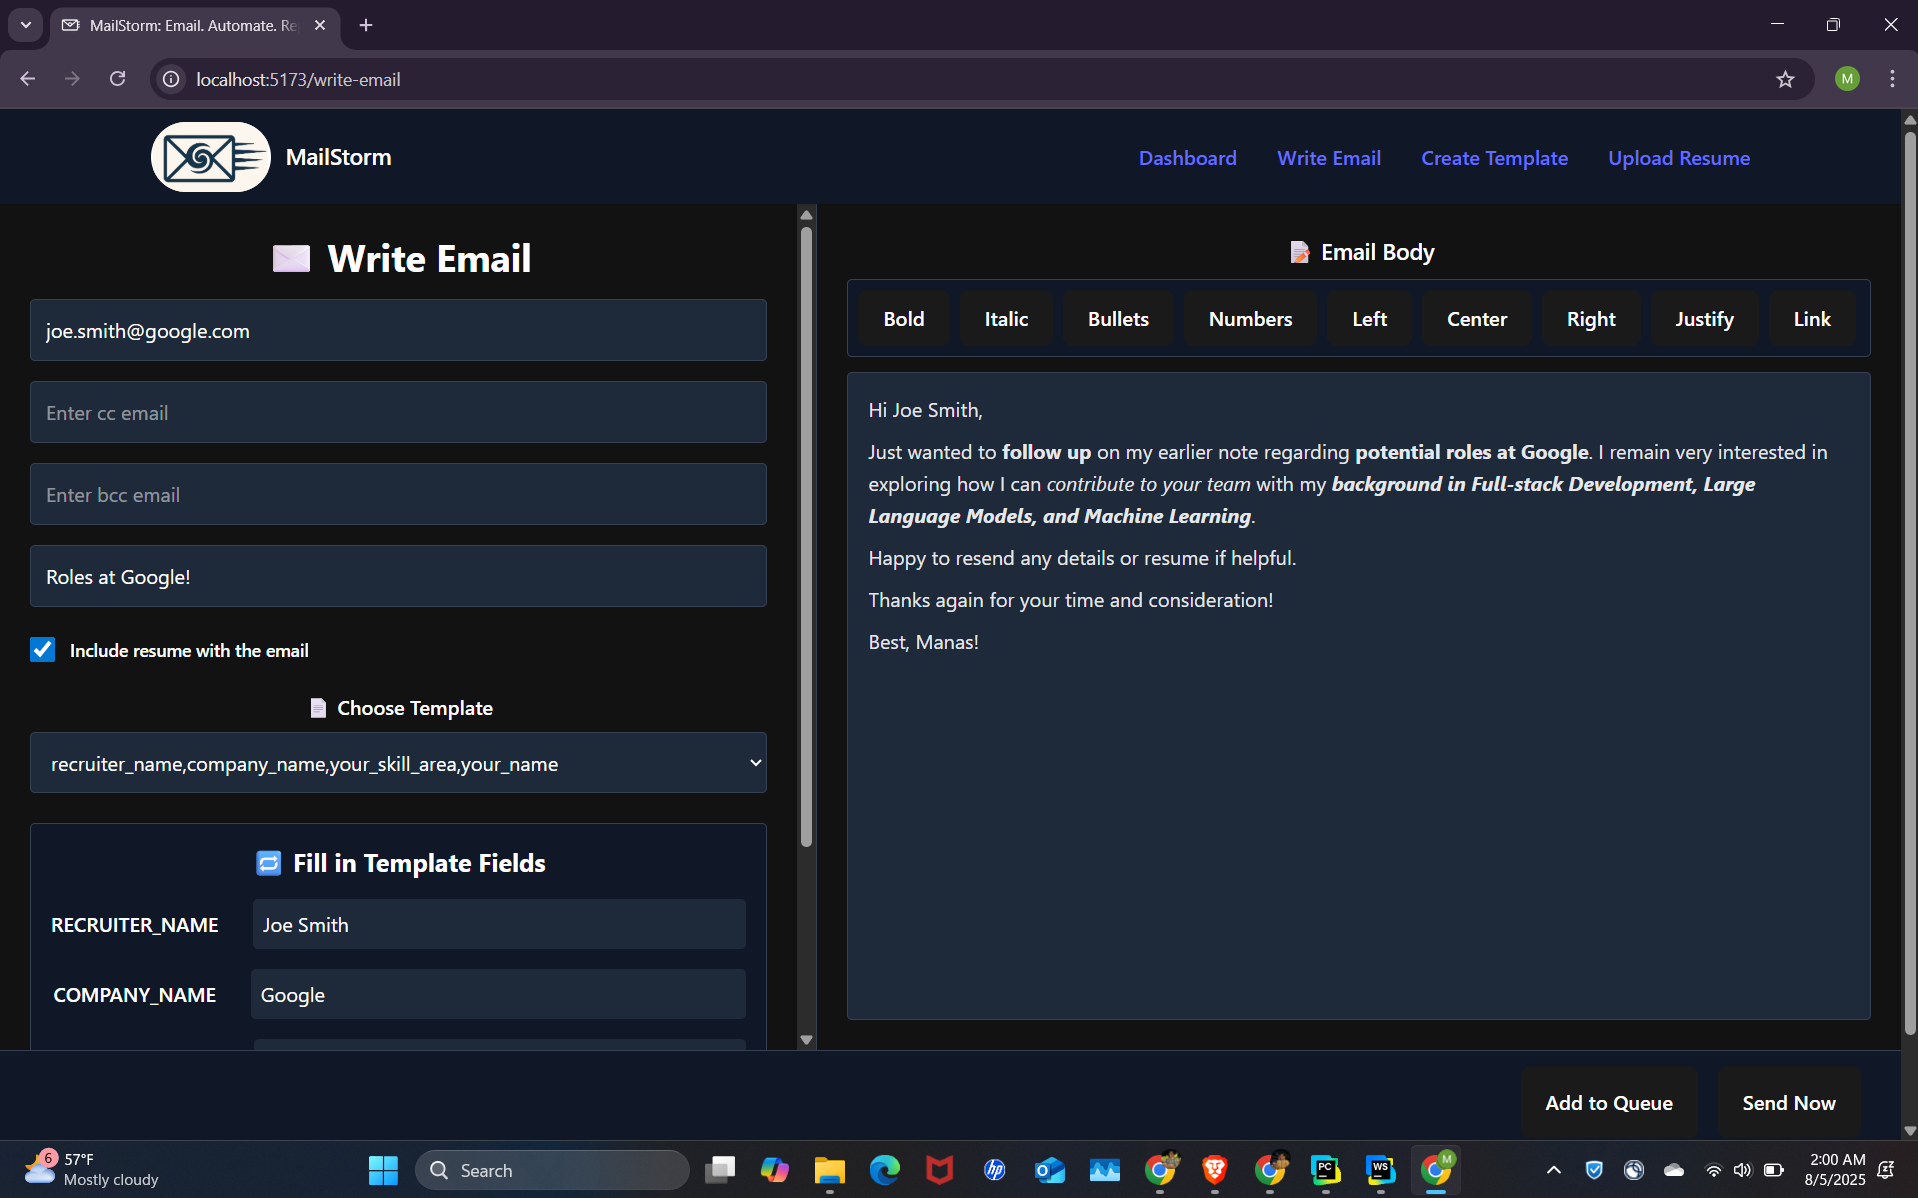 MailStorm: Email. Automate. Re
localhost:5173/write-email
M
MailStorm
Dashboard
Write Email
Create Template
Upload Resume
Write Email
joe.smith@google.com
Enter cc email
Enter bcc email
Roles at Google!
Include resume with the email
Choose Template
recruiter_name,company_name,your_skill_area,your_name
Fill in Template Fields
RECRUITER_NAME
Joe Smith
COMPANY_NAME
Google
Email Body
Bold
Italic
Bullets
Numbers
Left
Center
Right
Justify
Link
Hi Joe Smith,
Just wanted to follow up on my earlier note regarding potential roles at Google. I remain very interested in
exploring how I can contribute to your team with my background in Full-stack Development, Large
Language Models, and Machine Learning.
Happy to resend any details or resume if helpful.
Thanks again for your time and consideration!
Best, Manas!
Add to Queue
Send Now
6
57°F
Mostly cloudy
Search
hp
PC
WS
M
2:00 AM
8/5/2025